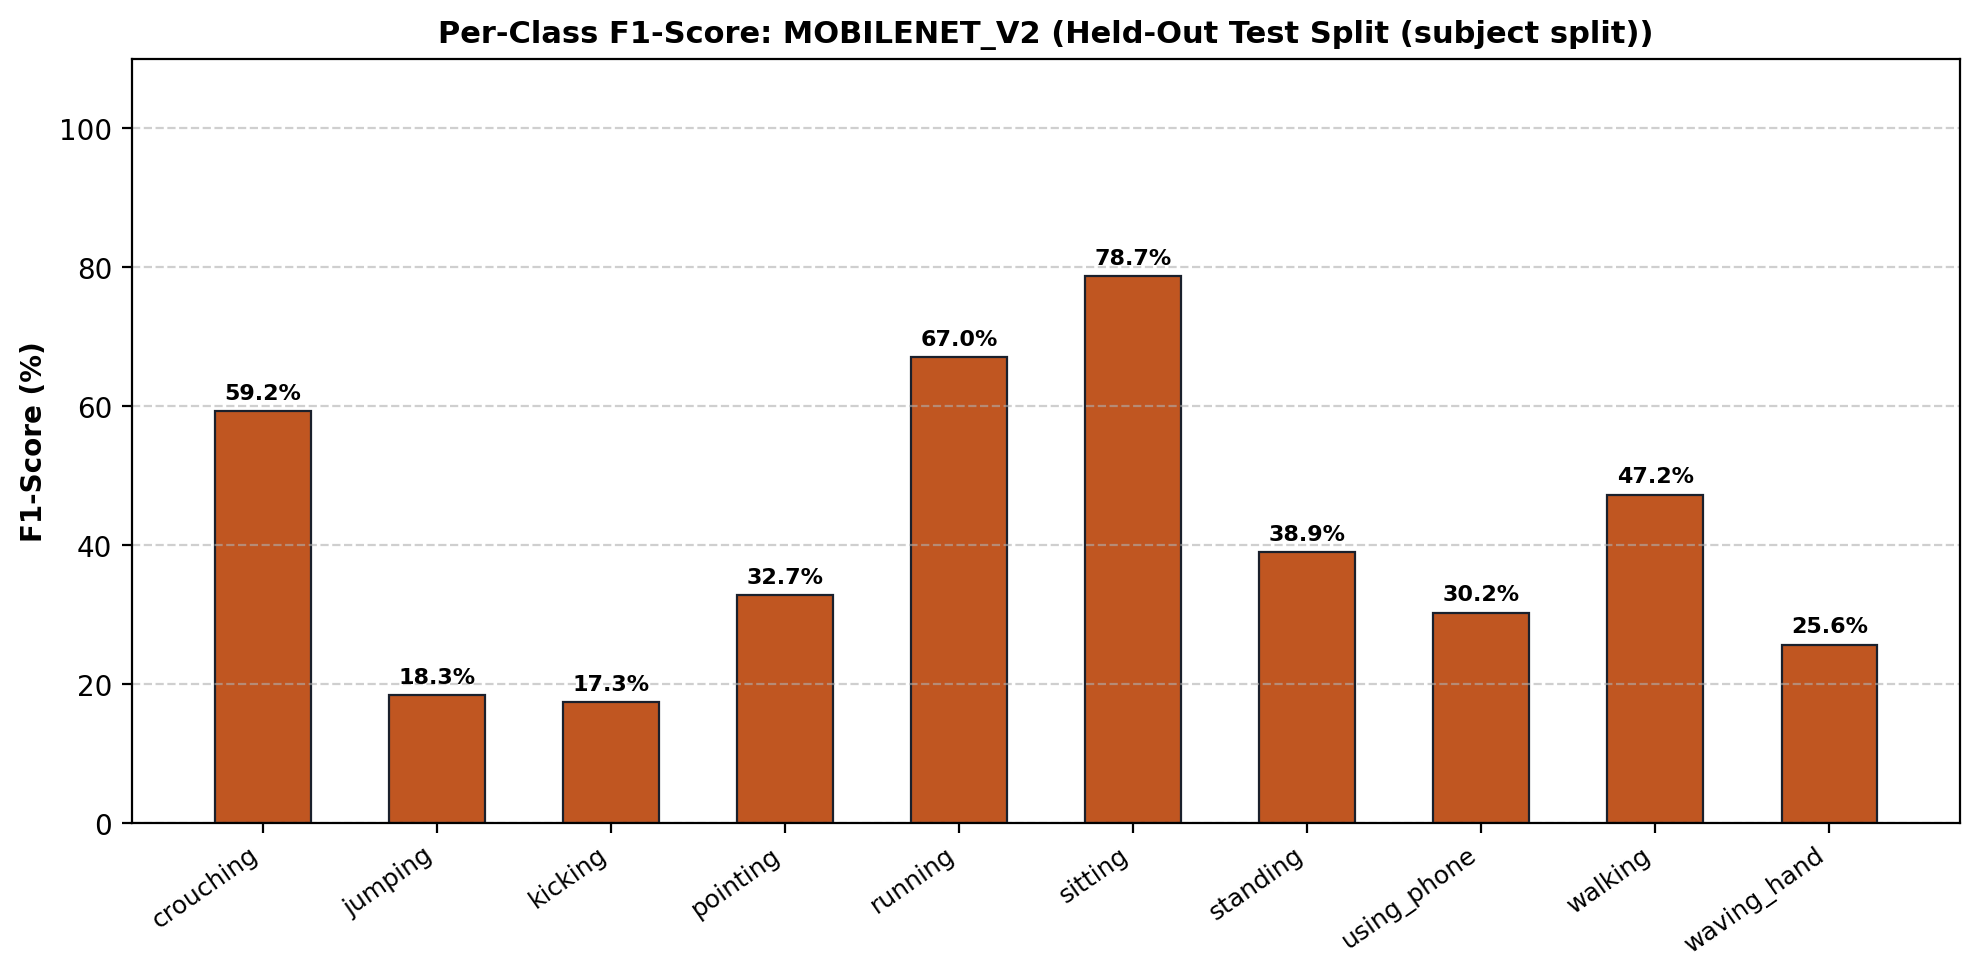 Per-Class F1-Score: MOBILENET_V2 (Held-Out Test Split (subject split))
F1-Score (%)
100
80
60
40
20
0
59.2%
18.3%
17.3%
32.7%
67.0%
78.7%
38.9%
30.2%
47.2%
25.6%
crouching
jumping
kicking
pointing
running
sitting
standing
using_phone
walking
waving_hand